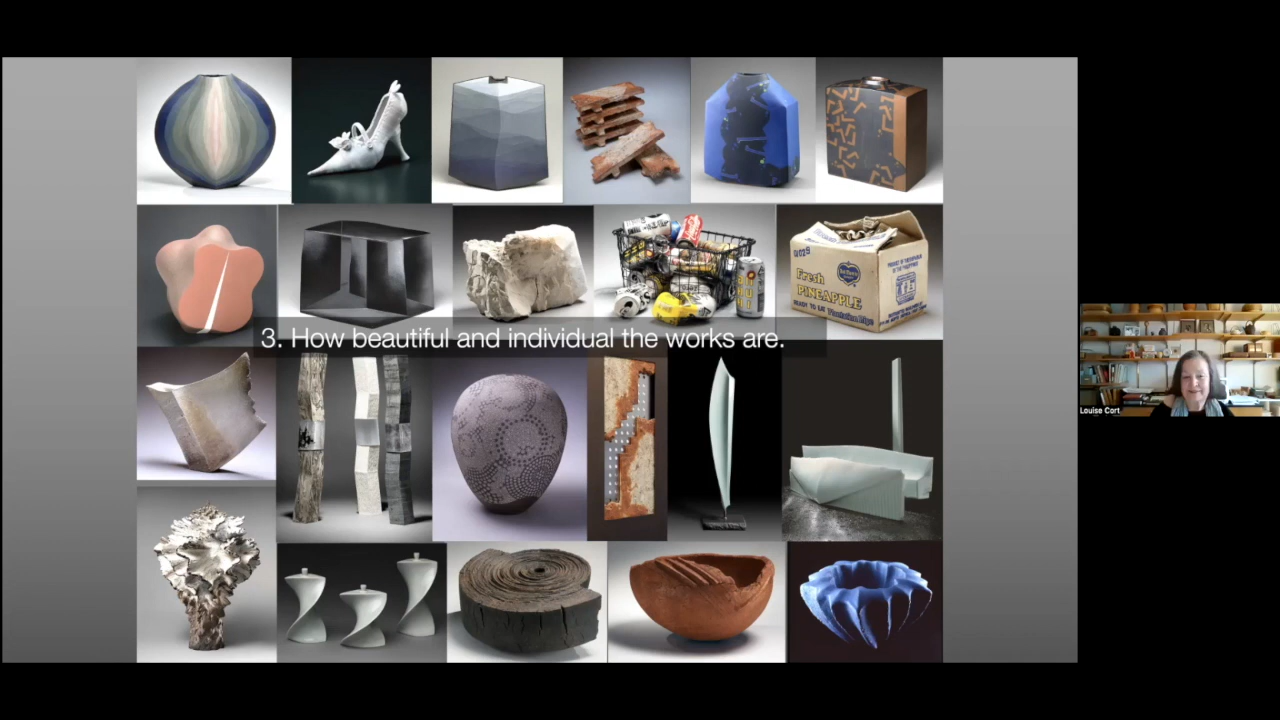 Fresh
PINEAPPLE
3. How beautiful and individual the works are.
Louise Cort